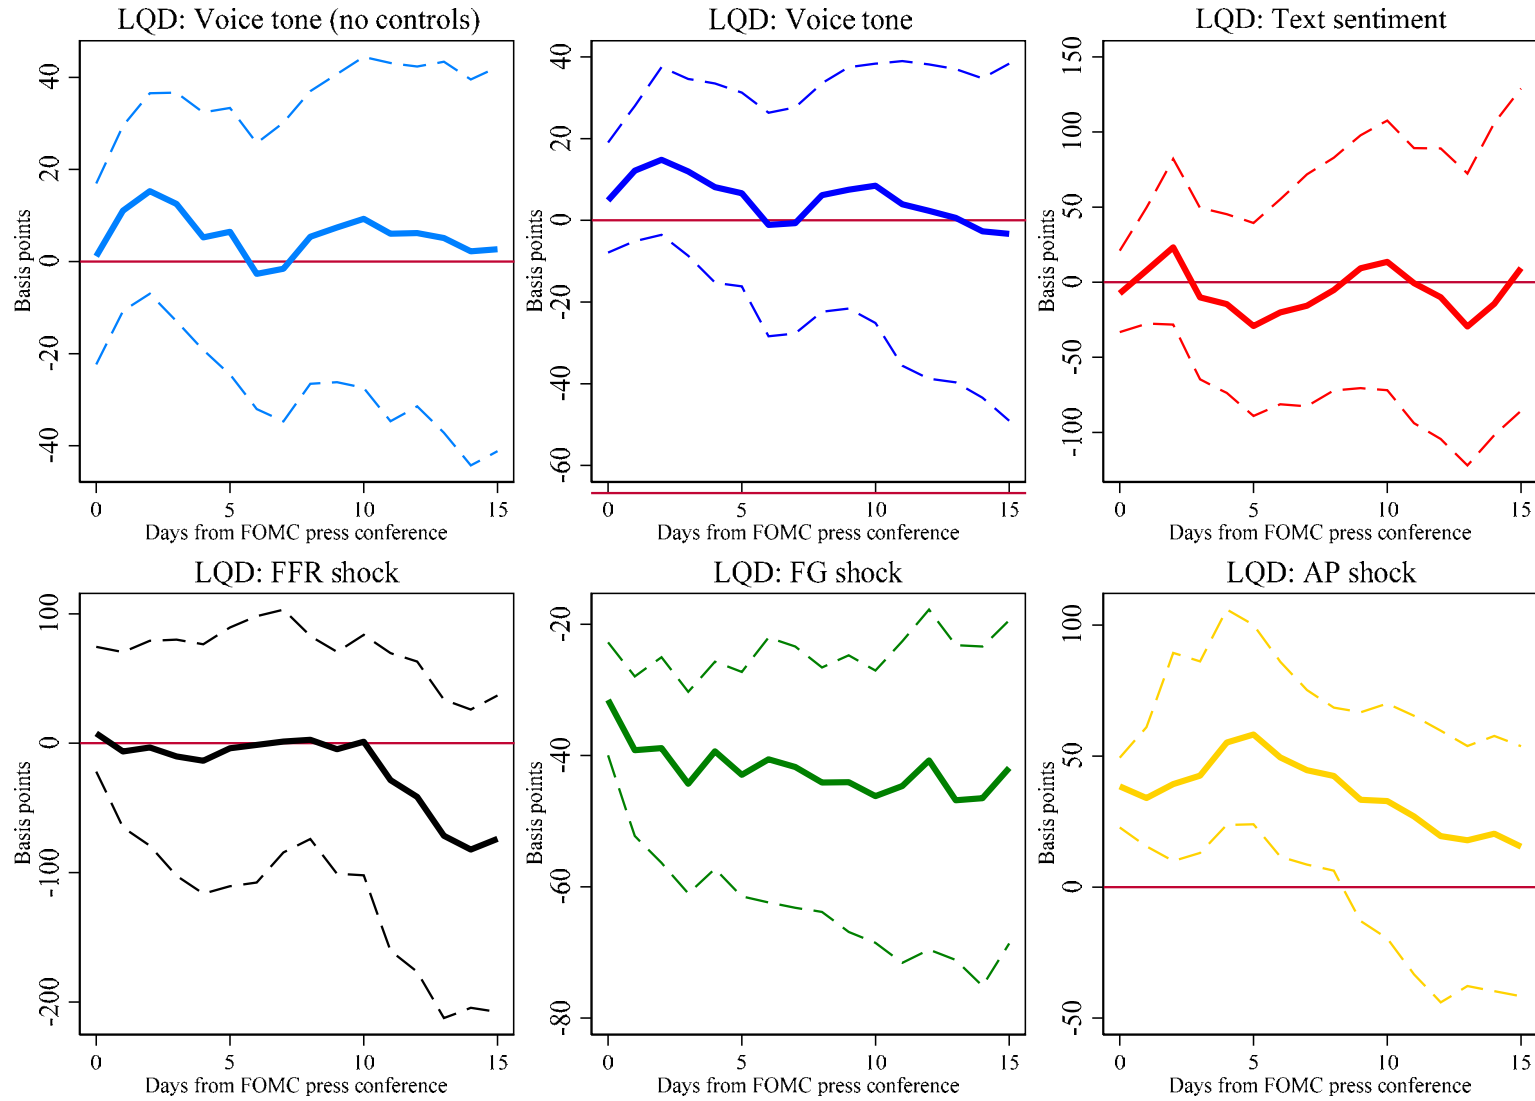 LQD: Voice tone (no controls)
Basis points
40
20
0
-20
-40
0 5 10 15
Days from FOMC press conference
LQD: Voice tone
Basis points
40
20
0
-20
-40
-60
0 5 10 15
Days from FOMC press conference
LQD: Text sentiment
Basis points
150
100
50
0
-50
-100
0 5 10 15
Days from FOMC press conference
LQD: FFR shock
Basis points
100
0
-100
-200
0 5 10 15
Days from FOMC press conference
LQD: FG shock
Basis points
-20
-40
-60
-80
0 5 10 15
Days from FOMC press conference
LQD: AP shock
Basis points
100
50
0
-50
0 5 10 15
Days from FOMC press conference